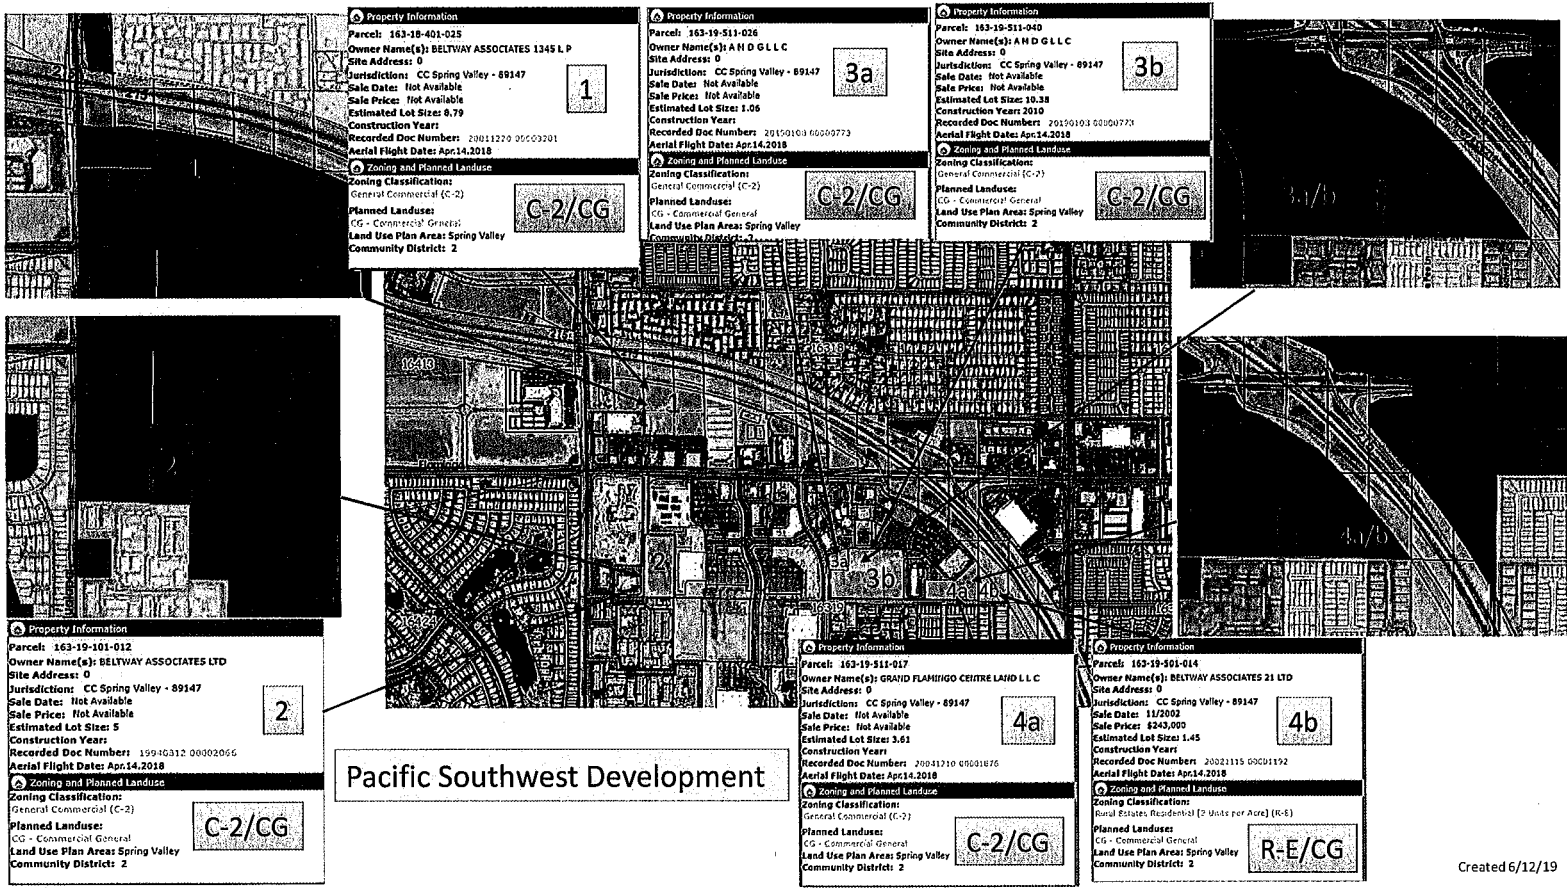 Property Information
Parcel: 163-18-401-025
Owner Name(s): BELTWAY ASSOCIATES 1345 L P
Site Address: 0
Jurisdiction: CC Spring Valley - 89147
Sale Date: Not Available
Sale Price: Not Available
Estimated Lot Size: 8.79
Construction Year:
Recorded Doc Number: 20011220 00003201
Aerial Flight Date: Apr.14.2018
1
Zoning and Planned Landuse
Zoning Classification:
General Commercial (C-2)
Planned Landuse:
CG - Commercial General
Land Use Plan Area: Spring Valley
Community District: 2
C-2/CG
Property Information
Parcel: 163-19-511-026
Owner Name(s): A N D G L L C
Site Address: 0
Jurisdiction: CC Spring Valley - 89147
Sale Date: Not Available
Sale Price: Not Available
Estimated Lot Size: 1.06
Construction Year:
Recorded Doc Number: 20190103 00000773
Aerial Flight Date: Apr.14.2018
3a
Zoning and Planned Landuse
Zoning Classification:
General Commercial (C-2)
Planned Landuse:
CG - Commercial General
Land Use Plan Area: Spring Valley
Community District: 2
C-2/CG
Property Information
Parcel: 163-19-511-040
Owner Name(s): A N D G L L C
Site Address: 0
Jurisdiction: CC Spring Valley - 89147
Sale Date: Not Available
Sale Price: Not Available
Estimated Lot Size: 10.38
Construction Year: 2010
Recorded Doc Number: 20190103 00000773
Aerial Flight Date: Apr.14.2018
3b
Zoning and Planned Landuse
Zoning Classification:
General Commercial (C-2)
Planned Landuse:
CG - Commercial General
Land Use Plan Area: Spring Valley
Community District: 2
C-2/CG
3a/b
16413
16318
2
3a
3b
4a
4b
16319
16424
4a/b
2
Property Information
Parcel: 163-19-101-012
Owner Name(s): BELTWAY ASSOCIATES LTD
Site Address: 0
Jurisdiction: CC Spring Valley - 89147
Sale Date: Not Available
Sale Price: Not Available
Estimated Lot Size: 5
Construction Year:
Recorded Doc Number: 19940312 00002066
Aerial Flight Date: Apr.14.2018
2
Zoning and Planned Landuse
Zoning Classification:
General Commercial (C-2)
Planned Landuse:
CG - Commercial General
Land Use Plan Area: Spring Valley
Community District: 2
C-2/CG
Pacific Southwest Development
Property Information
Parcel: 163-19-511-017
Owner Name(s): GRAND FLAMINGO CENTRE LAND L L C
Site Address: 0
Jurisdiction: CC Spring Valley - 89147
Sale Date: Not Available
Sale Price: Not Available
Estimated Lot Size: 3.61
Construction Year:
Recorded Doc Number: 20041210 00001876
Aerial Flight Date: Apr.14.2018
4a
Zoning and Planned Landuse
Zoning Classification:
General Commercial (C-2)
Planned Landuse:
CG - Commercial General
Land Use Plan Area: Spring Valley
Community District: 2
C-2/CG
Property Information
Parcel: 163-19-501-014
Owner Name(s): BELTWAY ASSOCIATES 21 LTD
Site Address: 0
Jurisdiction: CC Spring Valley - 89147
Sale Date: 11/2002
Sale Price: $243,000
Estimated Lot Size: 1.45
Construction Year:
Recorded Doc Number: 20021115 00001192
Aerial Flight Date: Apr.14.2018
4b
Zoning and Planned Landuse
Zoning Classification:
Rural Estates Residential [2 Units per Acre] (R-E)
Planned Landuse:
CG - Commercial General
Land Use Plan Area: Spring Valley
Community District: 2
R-E/CG
Created 6/12/19